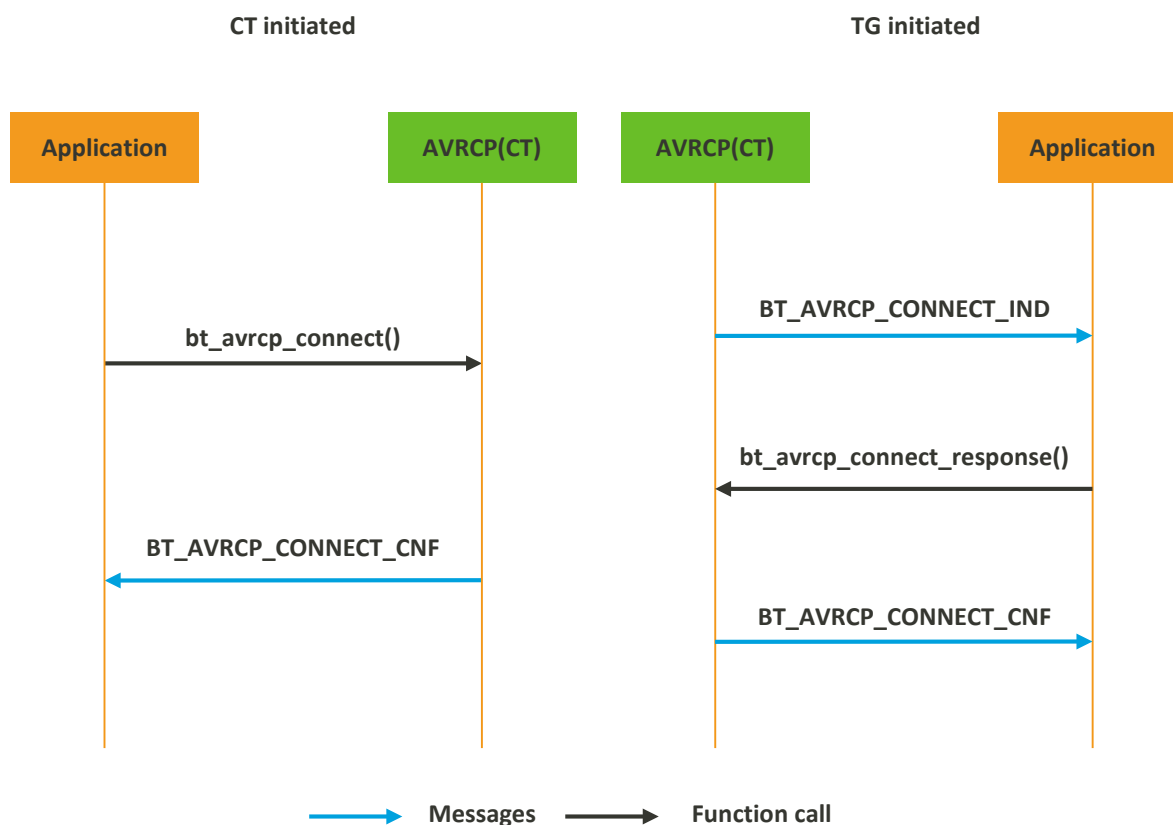 CT initiated
TG initiated
Application
AVRCP(CT)
AVRCP(CT)
Application
BT_AVRCP_CONNECT_IND
bt_avrcp_connect()
bt_avrcp_connect_response()
BT_AVRCP_CONNECT_CNF
BT_AVRCP_CONNECT_CNF
Messages
Function call